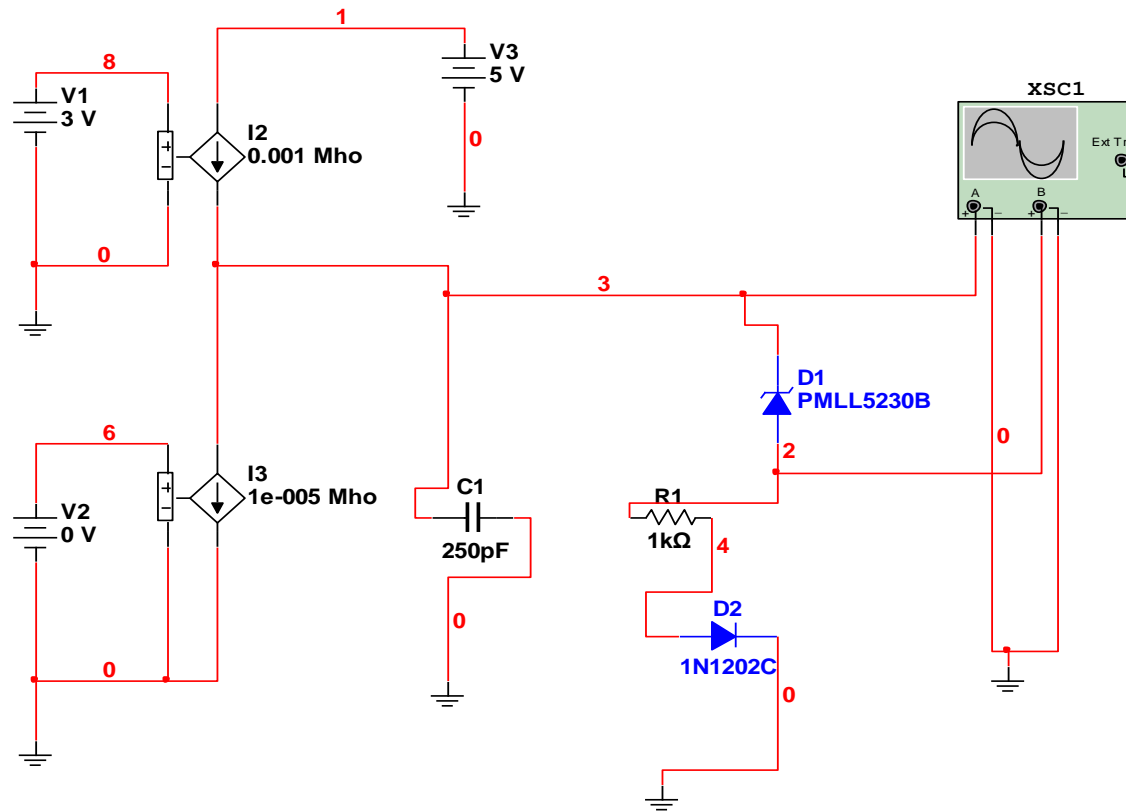 1
8
V3
5 V
V1
3 V
XSC1
I2
0.001 Mho
Ext Tr
0
A
B
+
–
+
–
0
3
D1
PMLL5230B
6
0
2
I3
1e-005 Mho
C1
R1
V2
0 V
250pF
1kΩ
4
D2
0
1N1202C
0
0